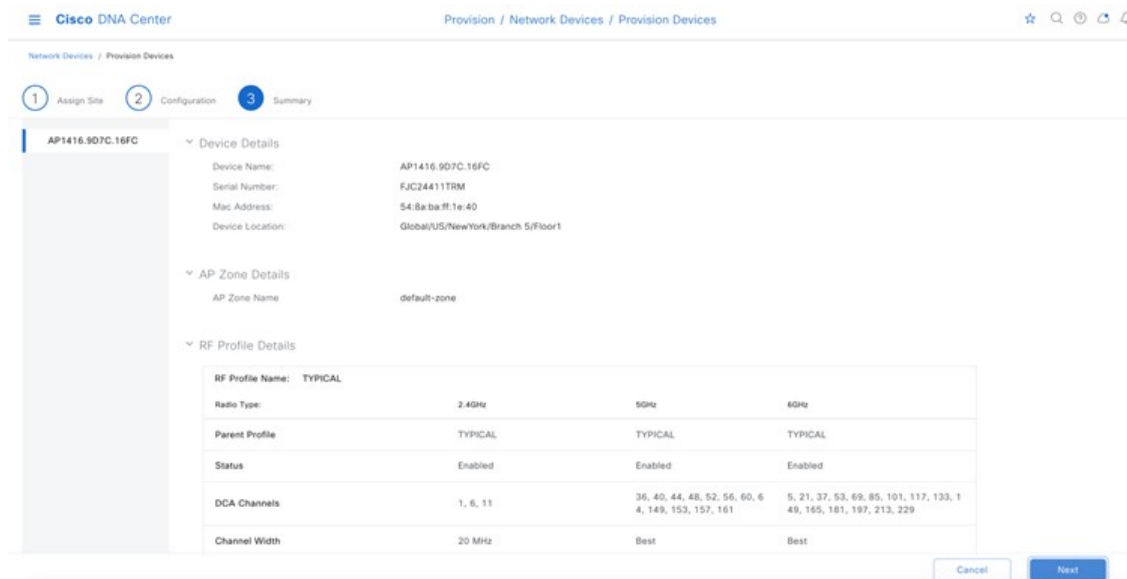 Cisco DNA Center
Provision / Network Devices / Provision Devices
Network Devices / Provision Devices
1 Assign Site 2 Configuration 3 Summary
AP1416.9D7C.16FC
Device Details
Device Name: AP1416.9D7C.16FC
Serial Number: FJC24411TRM
Mac Address: 54:8a:ba:ff:1e:40
Device Location: Global/US/NewYork/Branch 5/Floor1
AP Zone Details
AP Zone Name default-zone
RF Profile Details
RF Profile Name: TYPICAL
Radio Type: 2.4GHz 5GHz 6GHz
Parent Profile TYPICAL TYPICAL TYPICAL
Status Enabled Enabled Enabled
DCA Channels 1, 6, 11 36, 40, 44, 48, 52, 56, 60, 6 5, 21, 37, 53, 69, 85, 101, 117, 133, 1
4, 149, 153, 157, 161 49, 165, 181, 197, 213, 229
Channel Width 20 MHz Best Best
Cancel Next